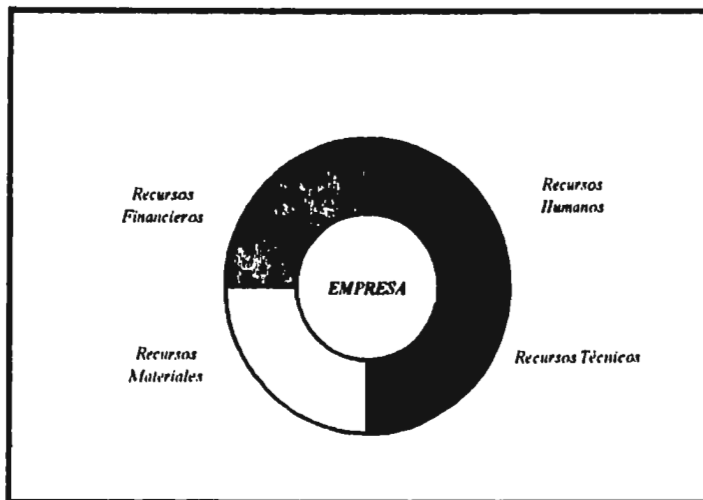 Recursos
Financieros
Recursos
Humanos
EMPRESA
Recursos
Materiales
Recursos Técnicos